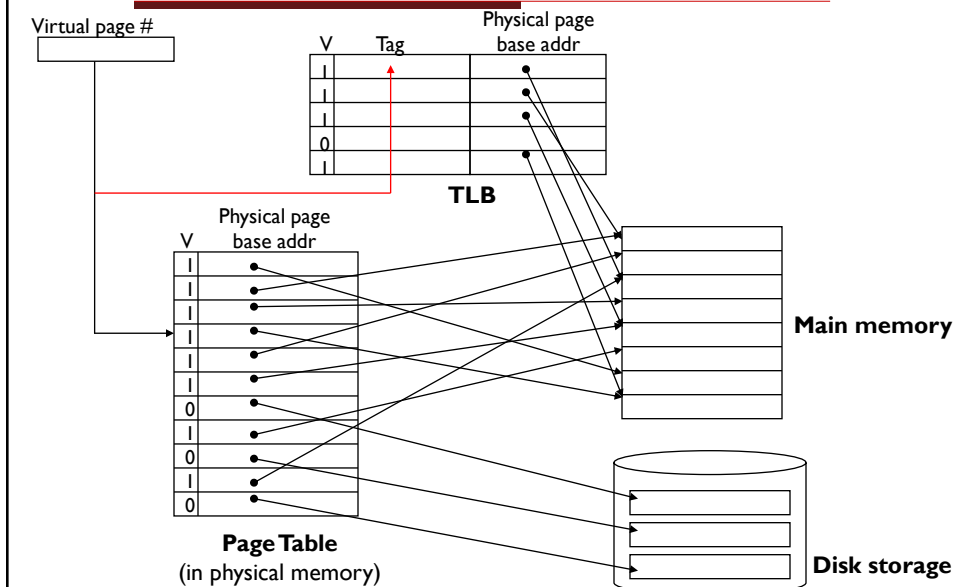 Virtual page #
V Tag Physical page
base addr
1
1
1
0
1
TLB
Physical page
V base addr
1
1
1
1
1
1
0
1
0
1
0
Page Table
(in physical memory)
Main memory
Disk storage